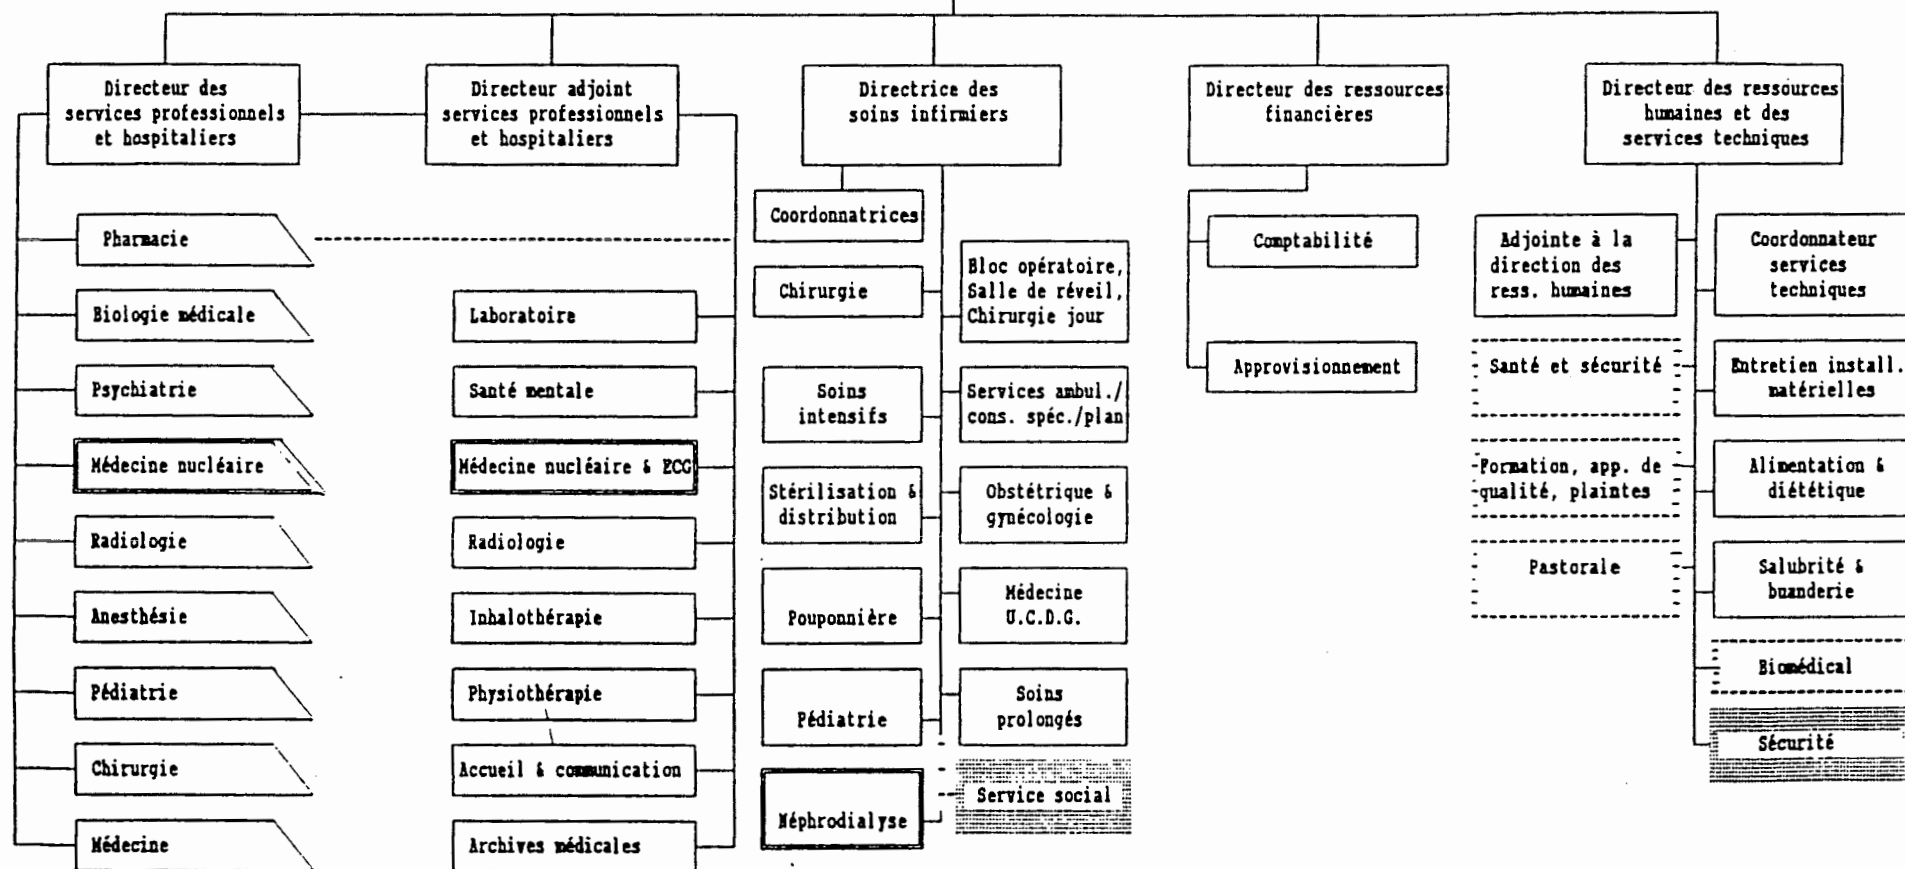 Directeur des
services professionnels
et hospitaliers
Directeur adjoint
services professionnels
et hospitaliers
Directrice des
soins infirmiers
Directeur des ressources
financières
Directeur des ressources
humaines et des
services techniques
Pharmacie
Biologie médicale
Psychiatrie
Médecine nucléaire
Radiologie
Anesthésie
Pédiatrie
Chirurgie
Médecine
Laboratoire
Santé mentale
Médecine nucléaire & ECG
Radiologie
Inhalothérapie
Physiothérapie
Accueil & communication
Archives médicales
Coordonnatrices
Chirurgie
Bloc opératoire,
Salle de réveil,
Chirurgie jour
Soins
intensifs
Services ambul./
cons. spéc./plan
Stérilisation &
distribution
Obstétrique &
gynécologie
Pouponnière
Médecine
U.C.D.G.
Pédiatrie
Soins
prolongés
Néphrodialyse
Service social
Comptabilité
Approvisionnement
Adjointe à la
direction des
ress. humaines
Coordonnateur
services
techniques
Santé et sécurité
Entretien install.
matérielles
Formation, app. de
qualité, plaintes
Alimentation &
diététique
Pastorale
Salubrité &
buanderie
Biomédical
Sécurité